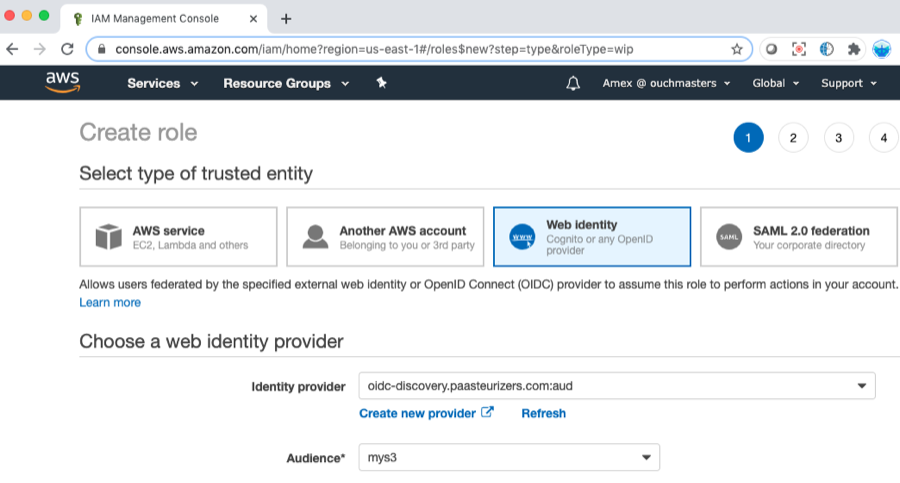 IAM Management Console
console.aws.amazon.com/iam/home?region=us-east-1#/roles$new?step=type&roleType=wip
aws Services Resource Groups Amex @ ouchmasters Global Support
Create role 1 2 3 4
Select type of trusted entity
AWS service
EC2, Lambda and others
Another AWS account
Belonging to you or 3rd party
www
Web identity
Cognito or any OpenID
provider
SAML
SAML 2.0 federation
Your corporate directory
Allows users federated by the specified external web identity or OpenID Connect (OIDC) provider to assume this role to perform actions in your account.
Learn more
Choose a web identity provider
Identity provider oidc-discovery.paasteurizers.com:aud
Create new provider Refresh
Audience* mys3